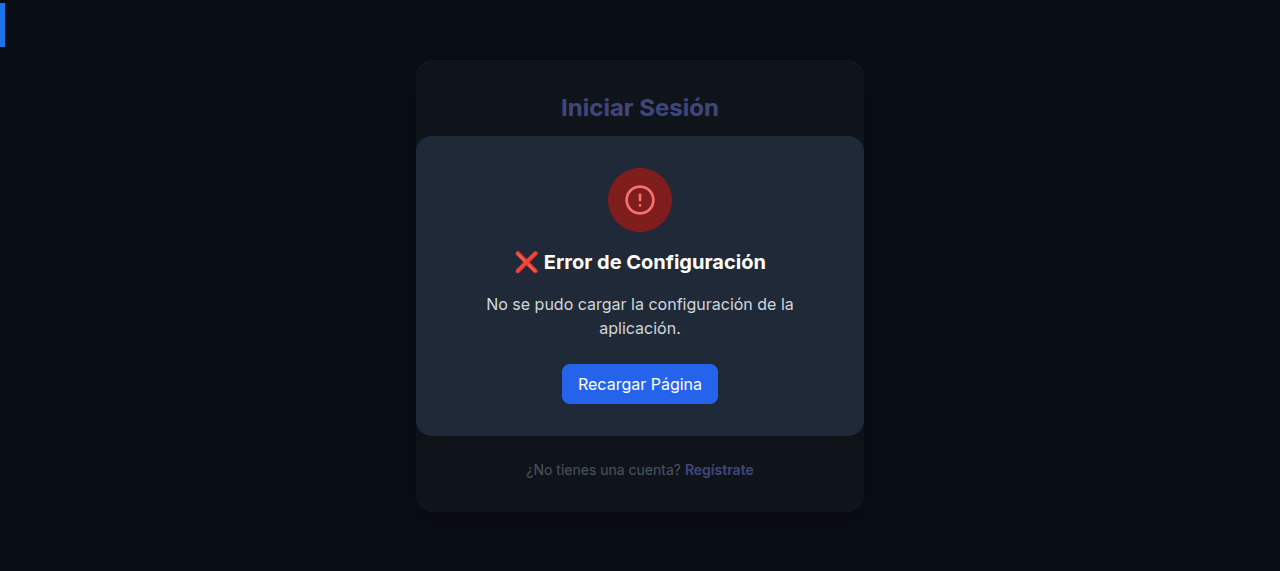 Iniciar Sesión
❌ Error de Configuración
No se pudo cargar la configuración de la
aplicación.
Recargar Página
¿No tienes una cuenta? Regístrate